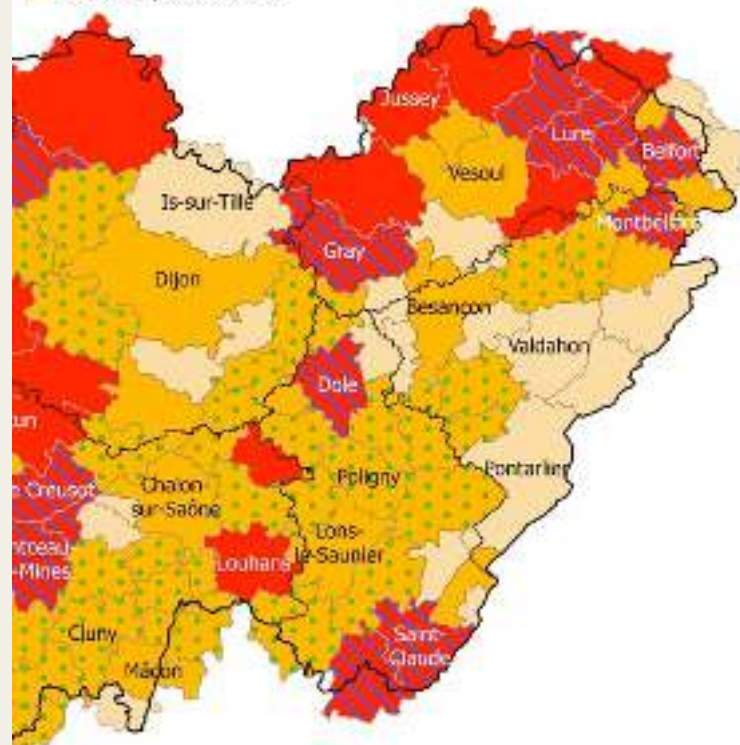 Jussey
Lure
Belfort
Vesoul
Is-sur-Tille
Montbéliard
Gray
Dijon
Besançon
Valdahon
Dole
un
e Creusot
Chalon-
sur-Saône
Poligny
Pontarlier
Lons-
le-Saunier
ntceau-
-Mines
Louhans
Cluny
Saint-
Claude
Mâcon